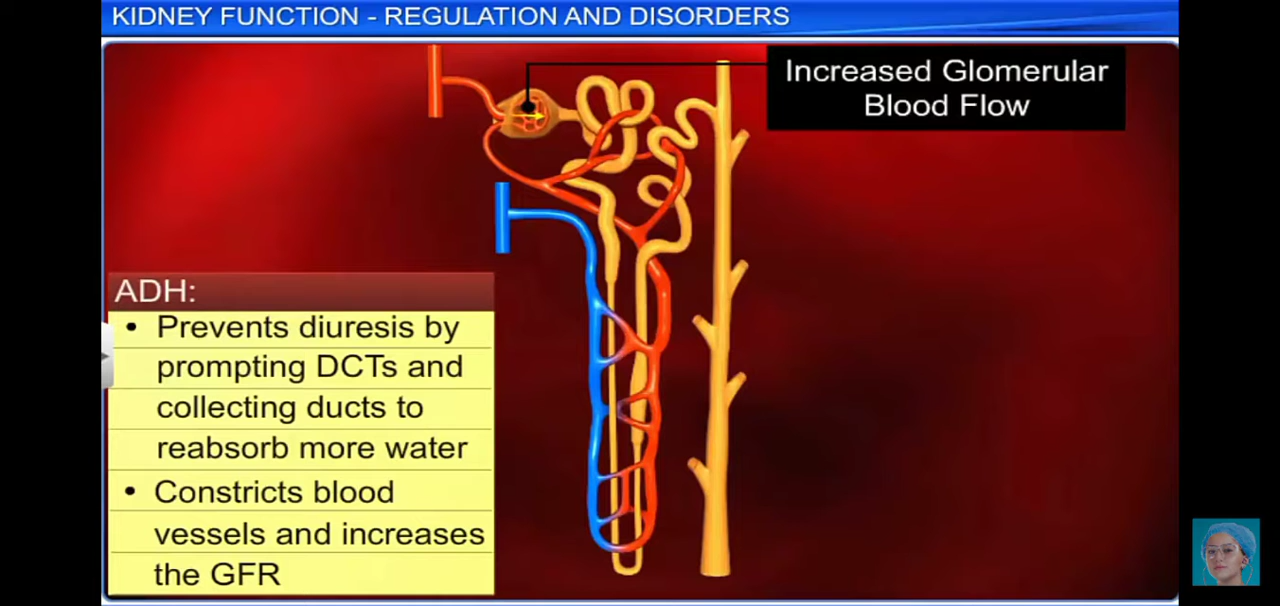 KIDNEY FUNCTION - REGULATION AND DISORDERS
Increased Glomerular
Blood Flow
ADH:
• Prevents diuresis by
prompting DCTs and
collecting ducts to
reabsorb more water
• Constricts blood
vessels and increases
the GFR